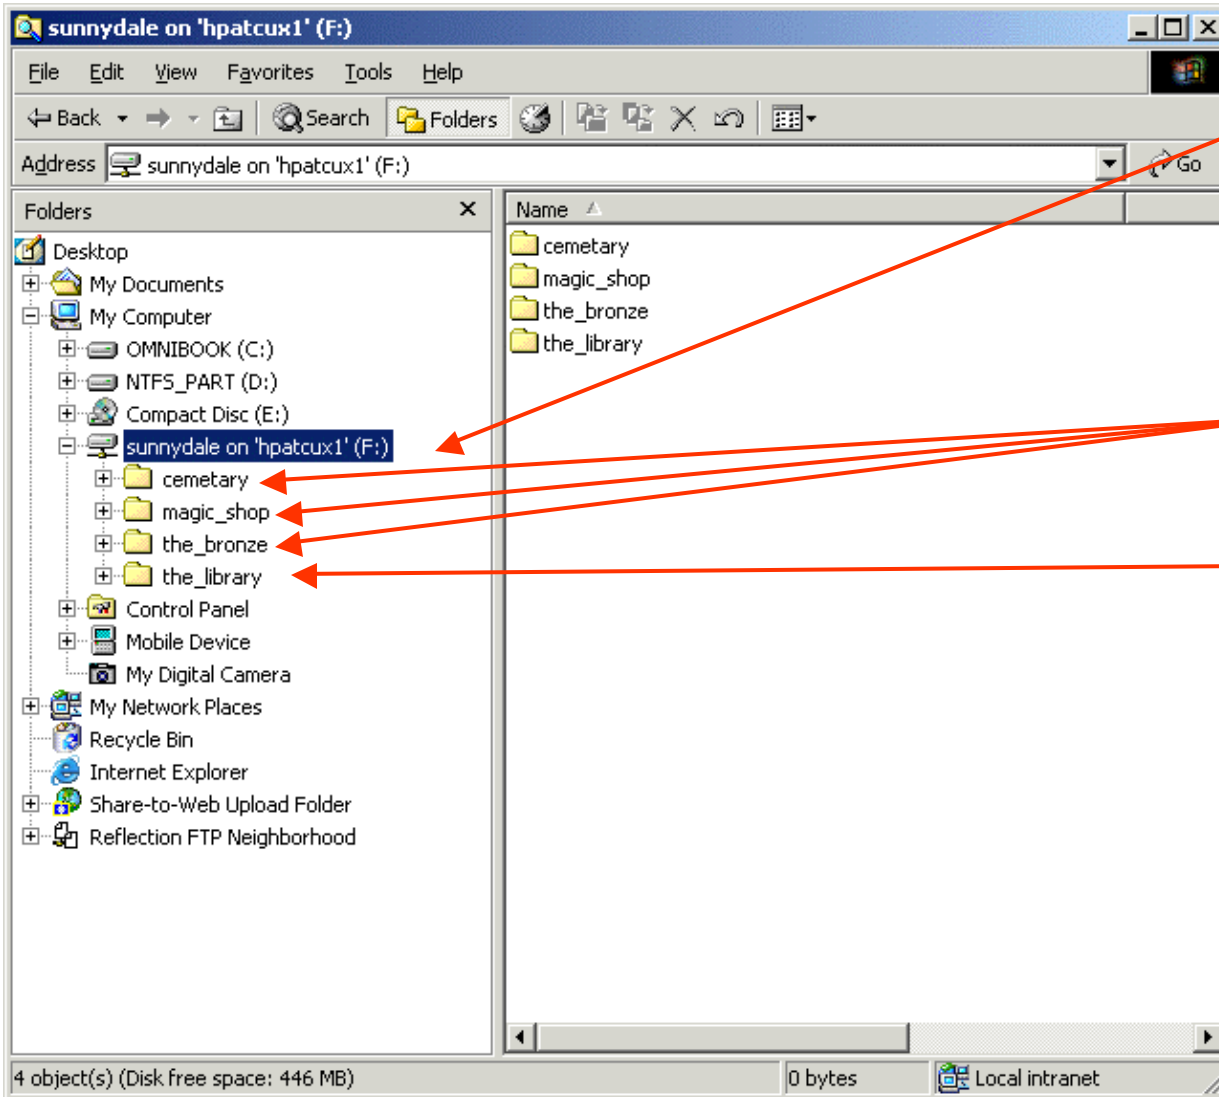 sunnydale on 'hpatcux1' (F:)
File Edit View Favorites Tools Help
Back Search Folders
Address sunnydale on 'hpatcux1' (F:) Go
Folders
Desktop
My Documents
My Computer
OMNIBOOK (C:)
NTFS_PART (D:)
Compact Disc (E:)
sunnydale on 'hpatcux1' (F:)
cemetary
magic_shop
the_bronze
the_library
Control Panel
Mobile Device
My Digital Camera
My Network Places
Recycle Bin
Internet Explorer
Share-to-Web Upload Folder
Reflection FTP Neighborhood
Name
cemetary
magic_shop
the_bronze
the_library
4 object(s) (Disk free space: 446 MB) 0 bytes Local intranet